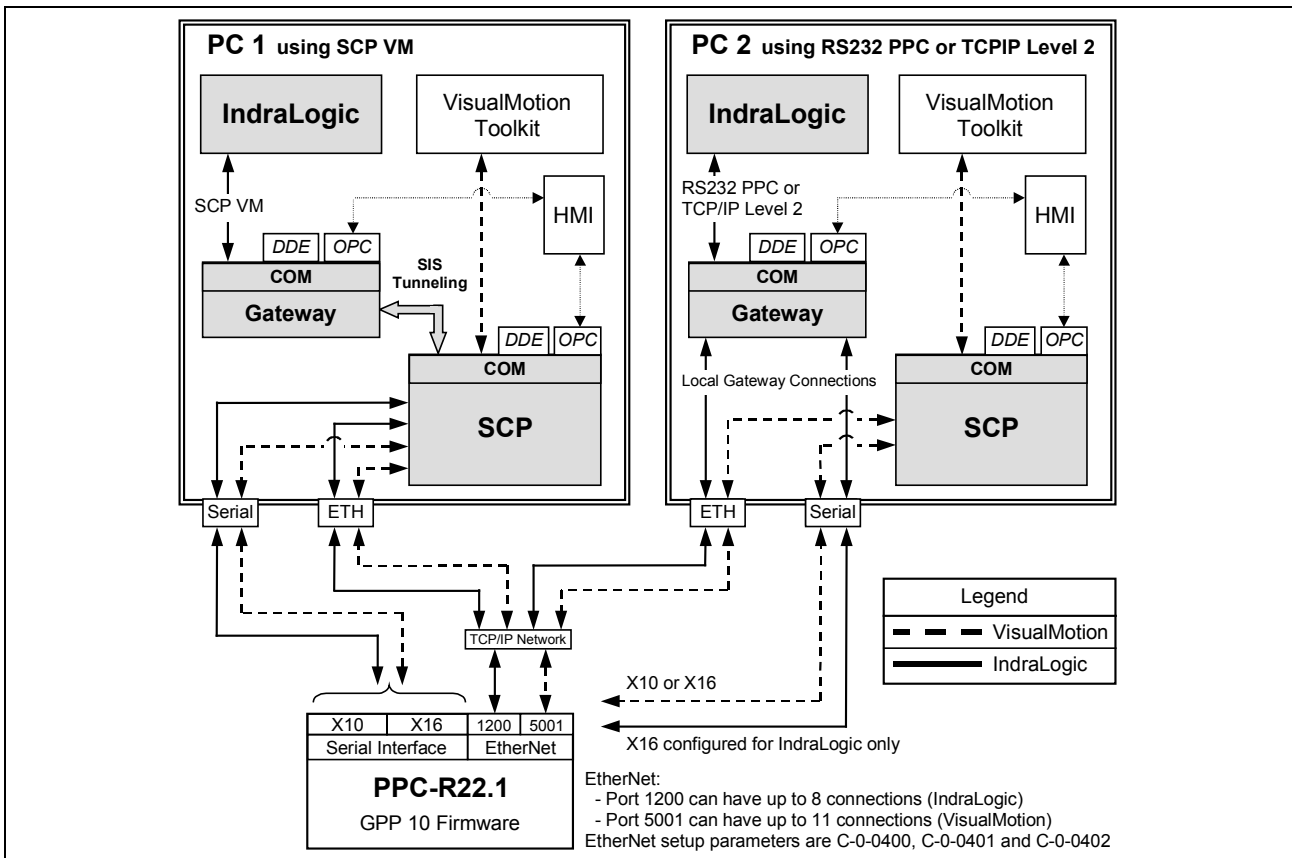 PC 1 using SCP VM
IndraLogic
VisualMotion
Toolkit
SCP VM
HMI
DDE
OPC
COM
Gateway
SIS
Tunneling
DDE
OPC
COM
SCP
Serial
ETH
PC 2 using RS232 PPC or TCPIP Level 2
IndraLogic
VisualMotion
Toolkit
RS232 PPC or
TCP/IP Level 2
HMI
DDE
OPC
COM
Gateway
DDE
OPC
COM
Local Gateway Connections
SCP
ETH
Serial
TCP/IP Network
Legend
VisualMotion
IndraLogic
X10 or X16
X16 configured for IndraLogic only
X10
X16
1200
5001
Serial Interface
EtherNet
PPC-R22.1
GPP 10 Firmware
EtherNet:
- Port 1200 can have up to 8 connections (IndraLogic)
- Port 5001 can have up to 11 connections (VisualMotion)
EtherNet setup parameters are C-0-0400, C-0-0401 and C-0-0402